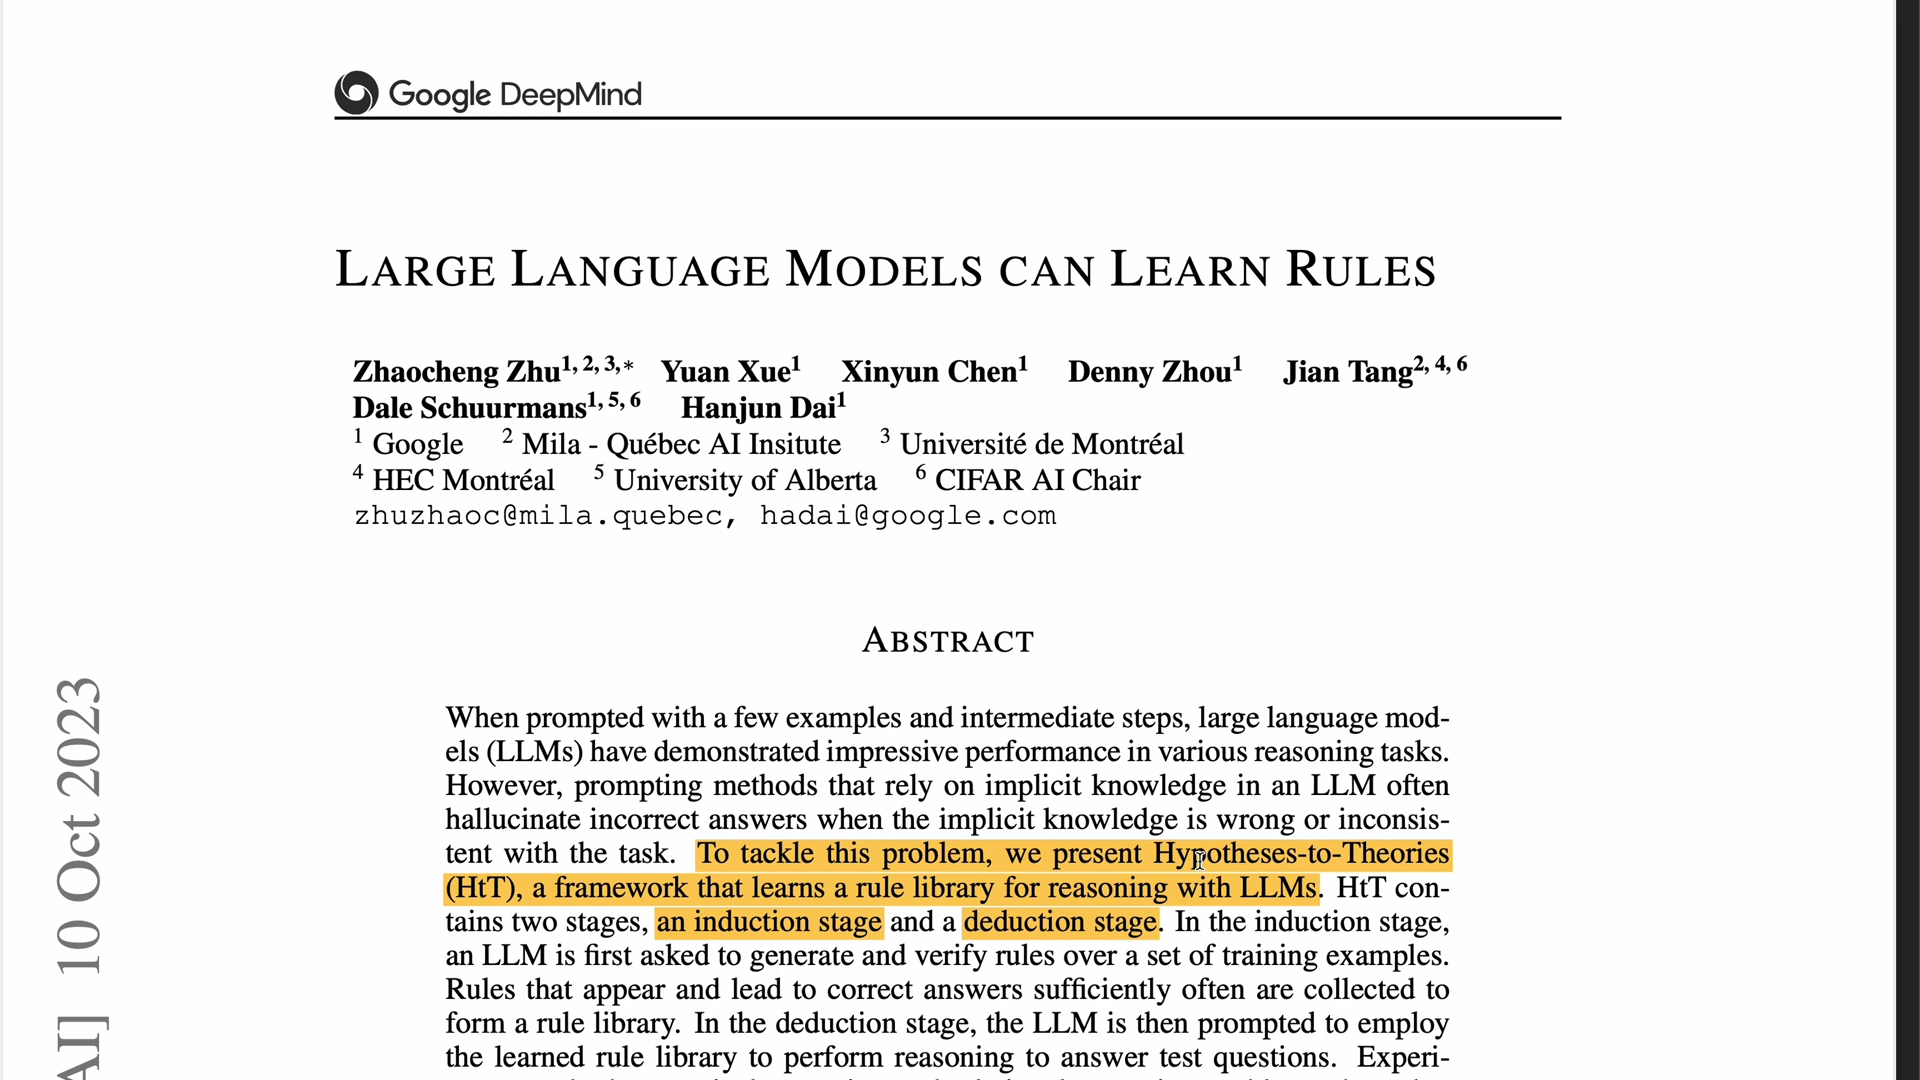 Google DeepMind
LARGE LANGUAGE MODELS CAN LEARN RULES
Zhaocheng Zhu1, 2, 3,* Yuan Xue1 Xinyun Chen1 Denny Zhou1 Jian Tang2, 4, 6
Dale Schuurmans1, 5, 6 Hanjun Dai1
1 Google 2 Mila - Québec AI Insitute 3 Université de Montréal
4 HEC Montréal 5 University of Alberta 6 CIFAR AI Chair
zhuzhaoc@mila.quebec, hadai@google.com
ABSTRACT
When prompted with a few examples and intermediate steps, large language mod-
els (LLMs) have demonstrated impressive performance in various reasoning tasks.
However, prompting methods that rely on implicit knowledge in an LLM often
hallucinate incorrect answers when the implicit knowledge is wrong or inconsis-
tent with the task. To tackle this problem, we present Hypotheses-to-Theories
(HtT), a framework that learns a rule library for reasoning with LLMs. HtT con-
tains two stages, an induction stage and a deduction stage. In the induction stage,
an LLM is first asked to generate and verify rules over a set of training examples.
Rules that appear and lead to correct answers sufficiently often are collected to
form a rule library. In the deduction stage, the LLM is then prompted to employ
the learned rule library to perform reasoning to answer test questions. Experi-
AI] 10 Oct 2023